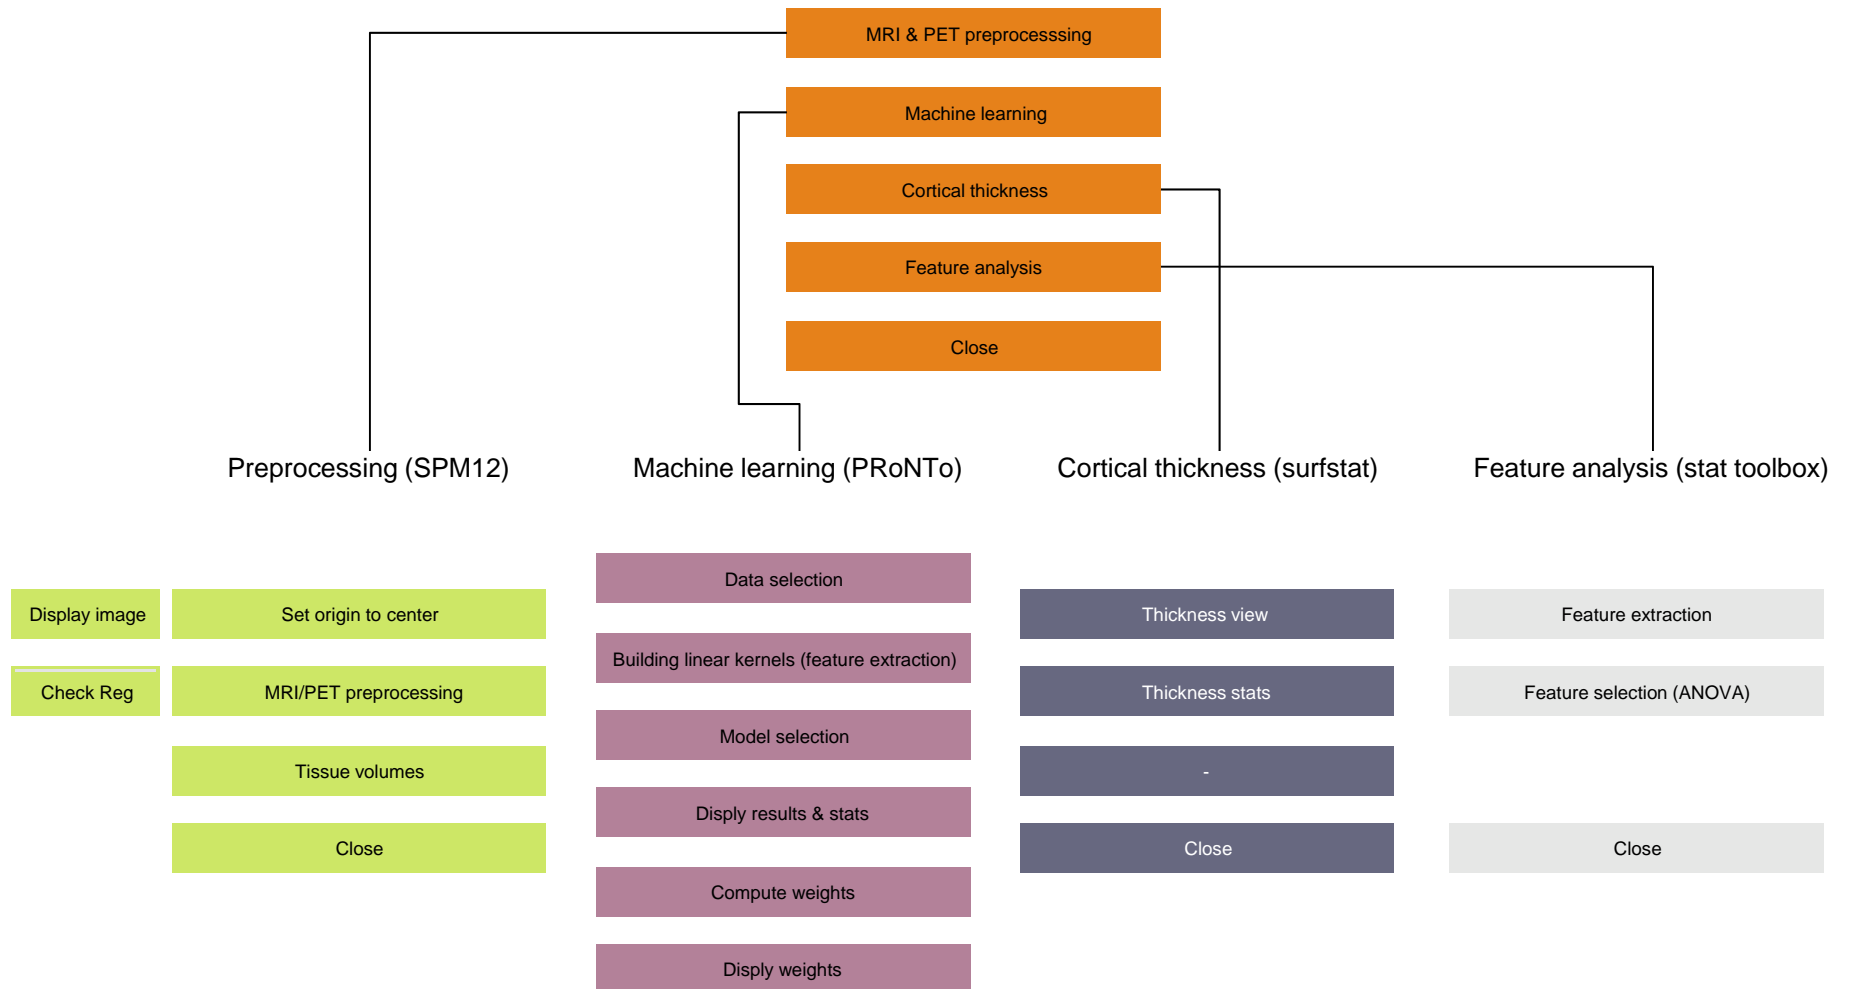 MRI & PET preprocesssing
Machine learning
Cortical thickness
Feature analysis
Close
Preprocessing (SPM12)
Machine learning (PRoNTo)
Cortical thickness (surfstat)
Feature analysis (stat toolbox)
Display image
Set origin to center
Check Reg
MRI/PET preprocessing
Tissue volumes
Close
Data selection
Building linear kernels (feature extraction)
Model selection
Disply results & stats
Compute weights
Disply weights
Thickness view
Thickness stats
-
Close
Feature extraction
Feature selection (ANOVA)
Close